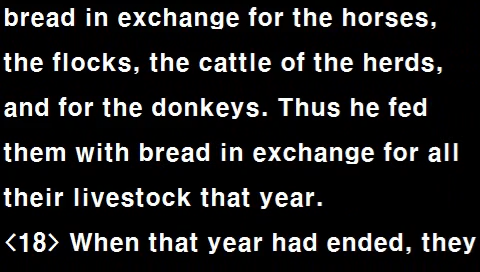 bread in exchange for the horses,
the flocks, the cattle of the herds,
and for the donkeys. Thus he fed
them with bread in exchange for all
their livestock that year.
<18> When that year had ended, they